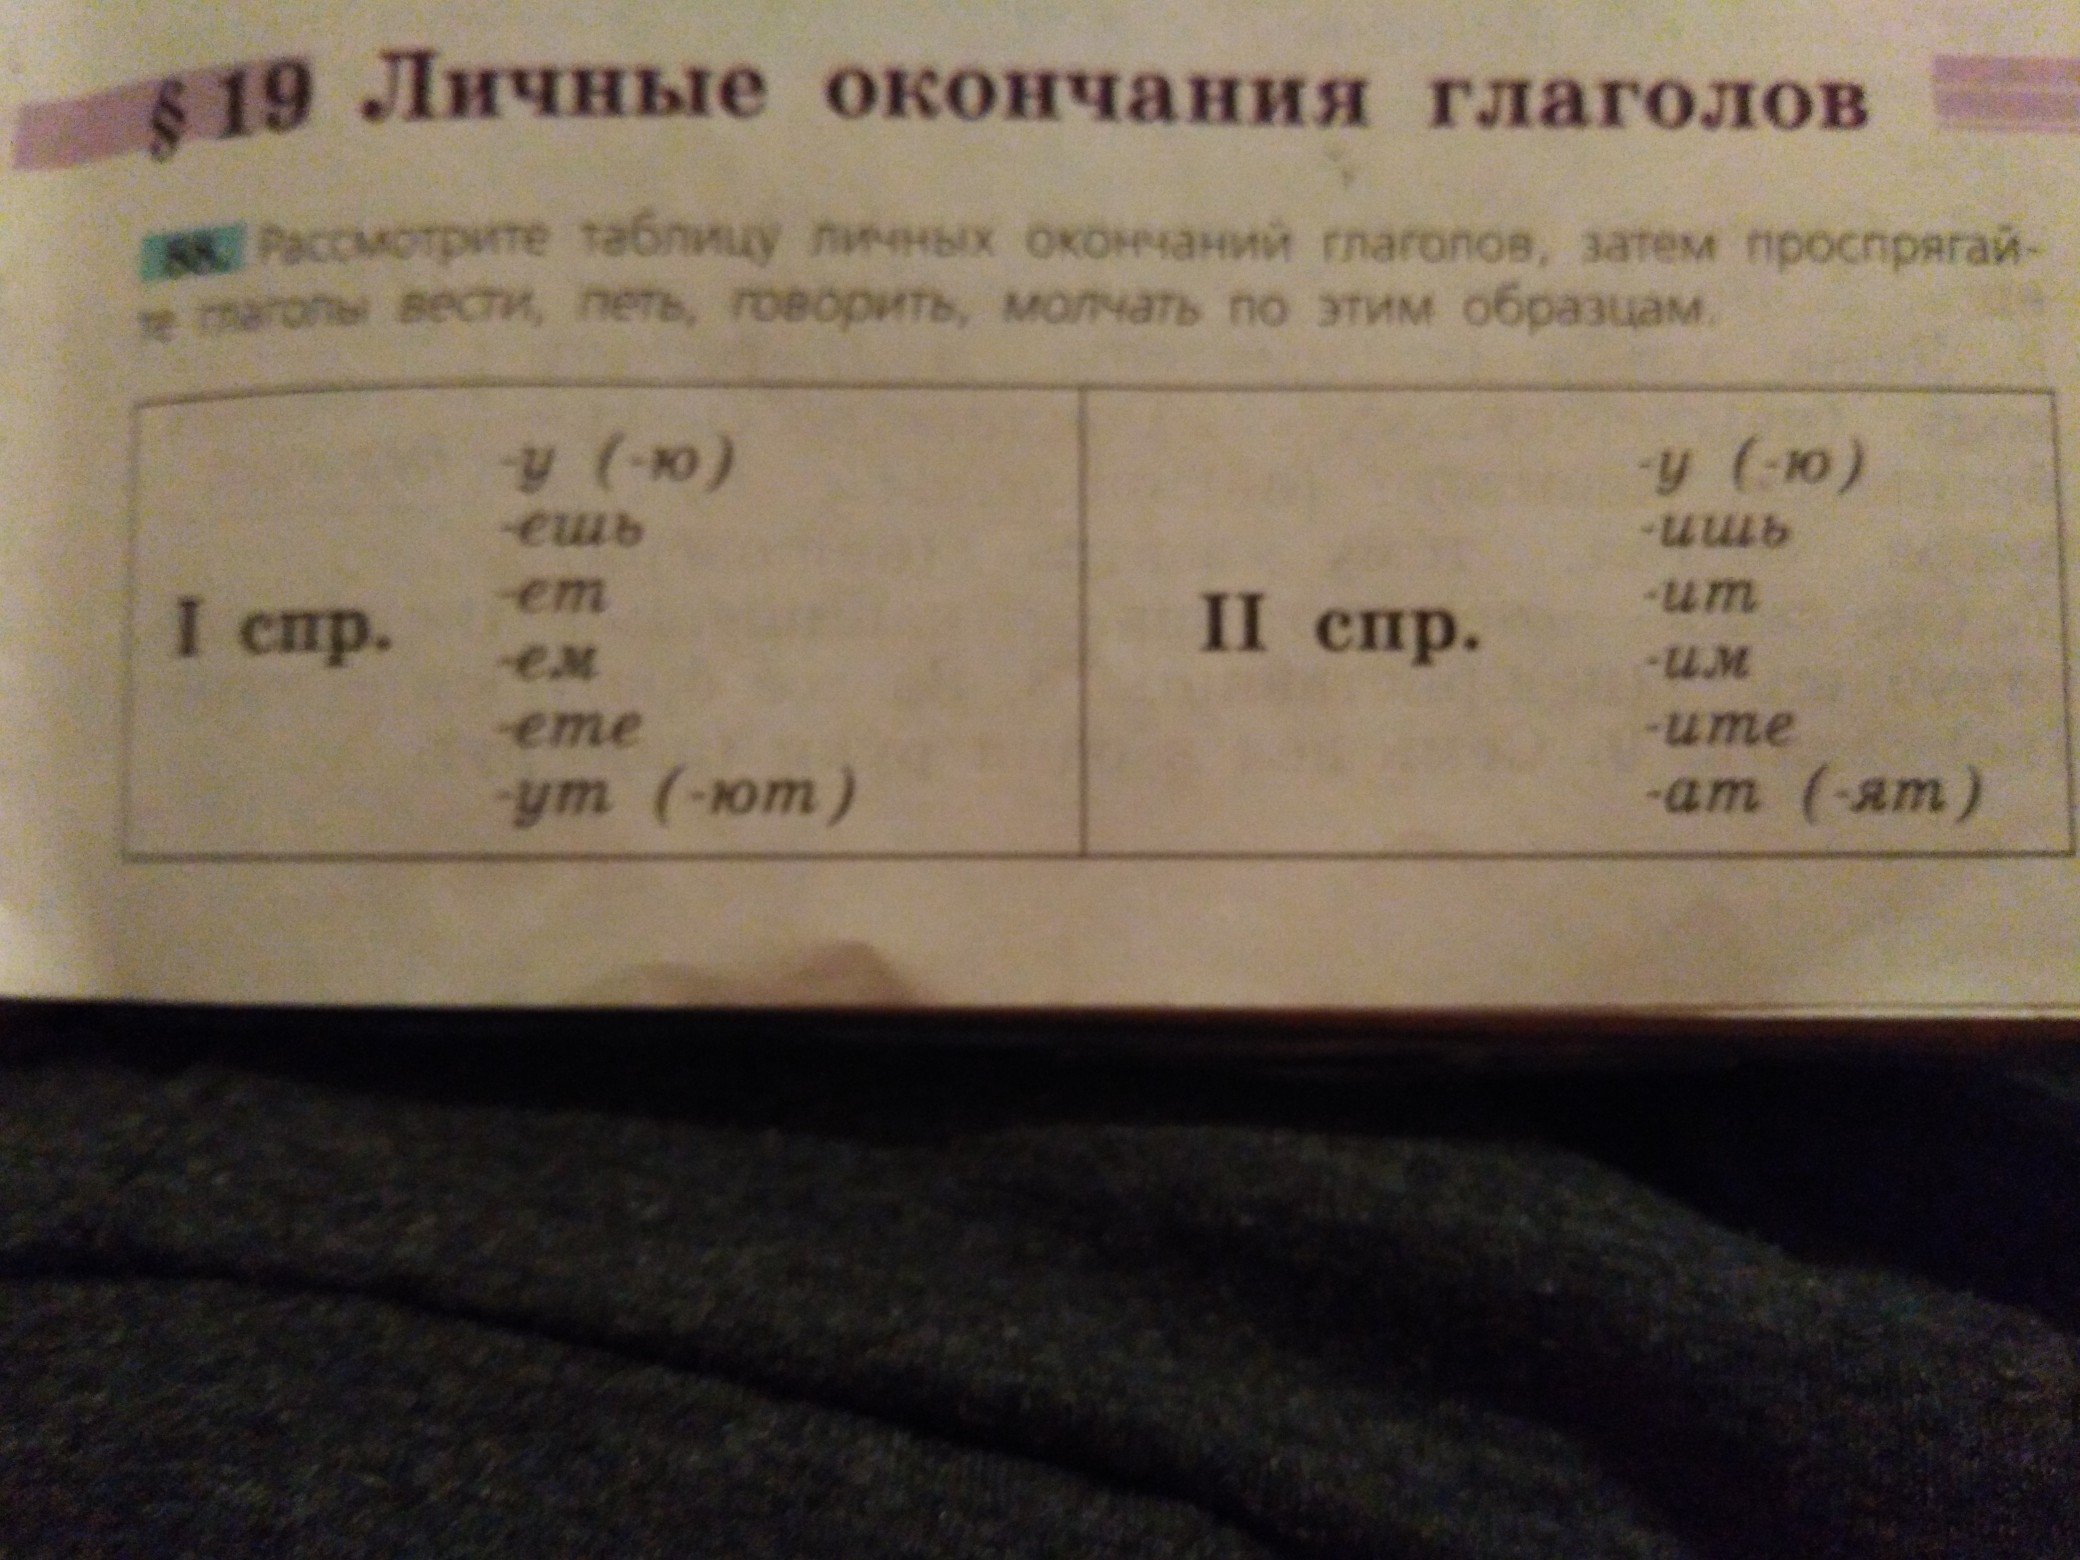 § 19 Личные окончания глаголов
88. Рассмотрите таблицу личных окончаний глаголов, затем проспрягай-
те глаголы вести, петь, говорить, молчать по этим образцам.
I спр.
-у (-ю)
-ешь
-ет
-ем
-ете
-ут (-ют)
II спр.
-у (-ю)
-ишь
-ит
-им
-ите
-ат (-ят)